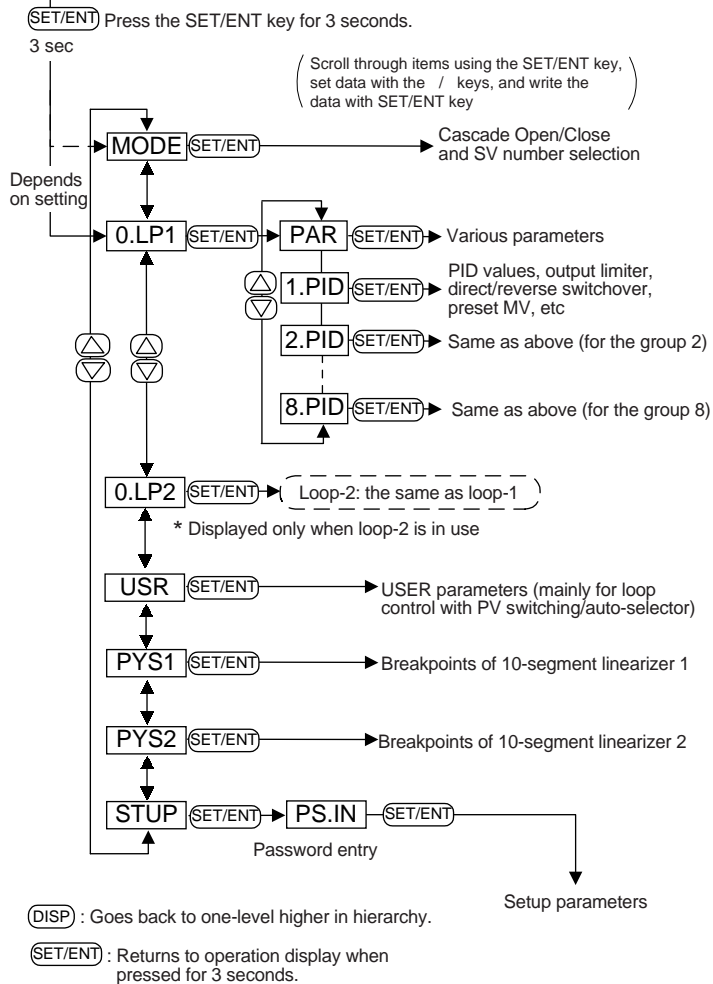 SET/ENT Press the SET/ENT key for 3 seconds.
3 sec
Scroll through items using the SET/ENT key,
set data with the / keys, and write the
data with SET/ENT key
MODE SET/ENT Cascade Open/Close
and SV number selection
Depends
on setting
0.LP1 SET/ENT PAR SET/ENT Various parameters
1.PID SET/ENT PID values, output limiter,
direct/reverse switchover,
preset MV, etc
2.PID SET/ENT Same as above (for the group 2)
8.PID SET/ENT Same as above (for the group 8)
0.LP2 SET/ENT Loop-2: the same as loop-1
* Displayed only when loop-2 is in use
USR SET/ENT USER parameters (mainly for loop
control with PV switching/auto-selector)
PYS1 SET/ENT Breakpoints of 10-segment linearizer 1
PYS2 SET/ENT Breakpoints of 10-segment linearizer 2
STUP SET/ENT PS.IN SET/ENT
Password entry
Setup parameters
DISP : Goes back to one-level higher in hierarchy.
SET/ENT : Returns to operation display when
pressed for 3 seconds.